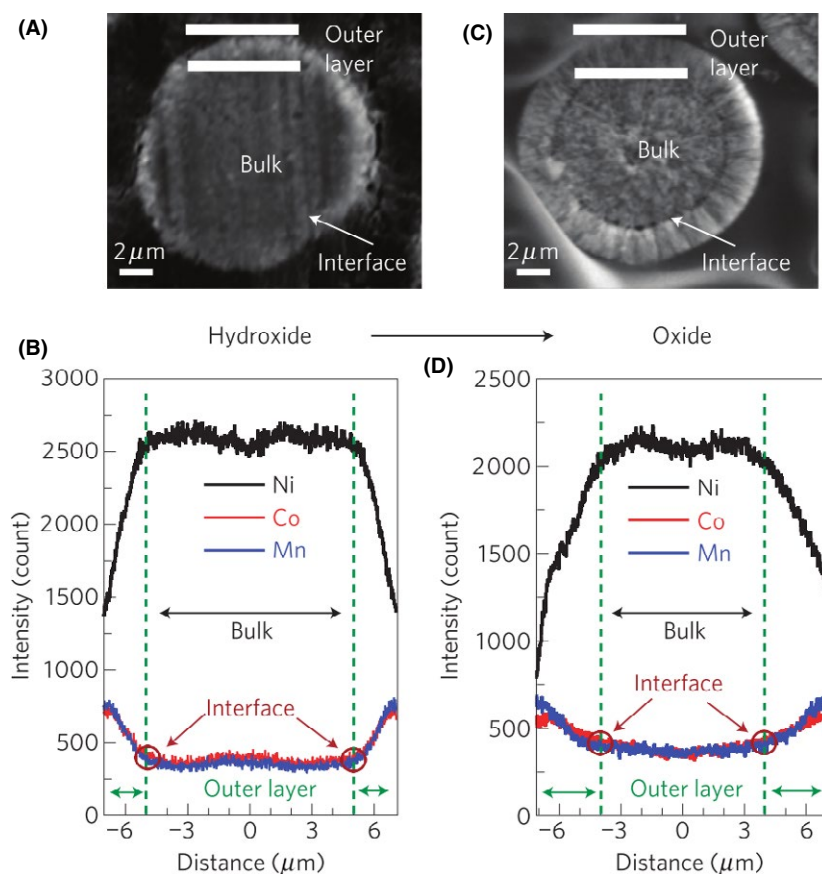 (A)
Outer
layer
Bulk
2 μm
Interface
(C)
Outer
layer
Bulk
2 μm
Interface
Hydroxide
Oxide
(B)
3000
2500
2000
1500
1000
500
0
Intensity (count)
Ni
Co
Mn
Bulk
Interface
Outer layer
−6 −3 0 3 6
Distance (μm)
(D)
2500
2000
1500
1000
500
0
Intensity (count)
Ni
Co
Mn
Bulk
Interface
Outer layer
−6 −3 0 3 6
Distance (μm)